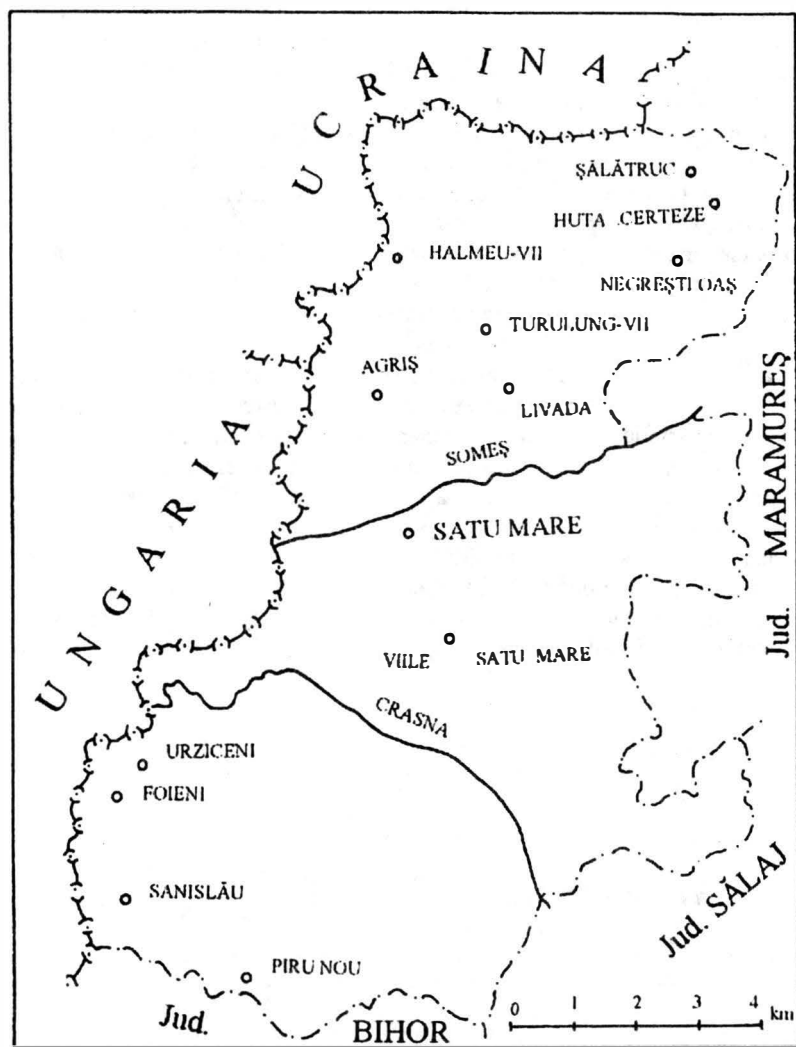 UCRAINA
ŞĂLĂTRUC
HUTA CERTEZE
HALMEU-VII
NEGREŞTI OAŞ
TURULUNG-VII
AGRIŞ
LIVADA
SOMEŞ
UNGARIA
SATU MARE
Jud. MARAMUREŞ
VIILE SATU MARE
CRASNA
URZICENI
FOIENI
SANISLĂU
Jud. SĂLAJ
PIRU NOU
Jud. BIHOR
0 1 2 3 4 km